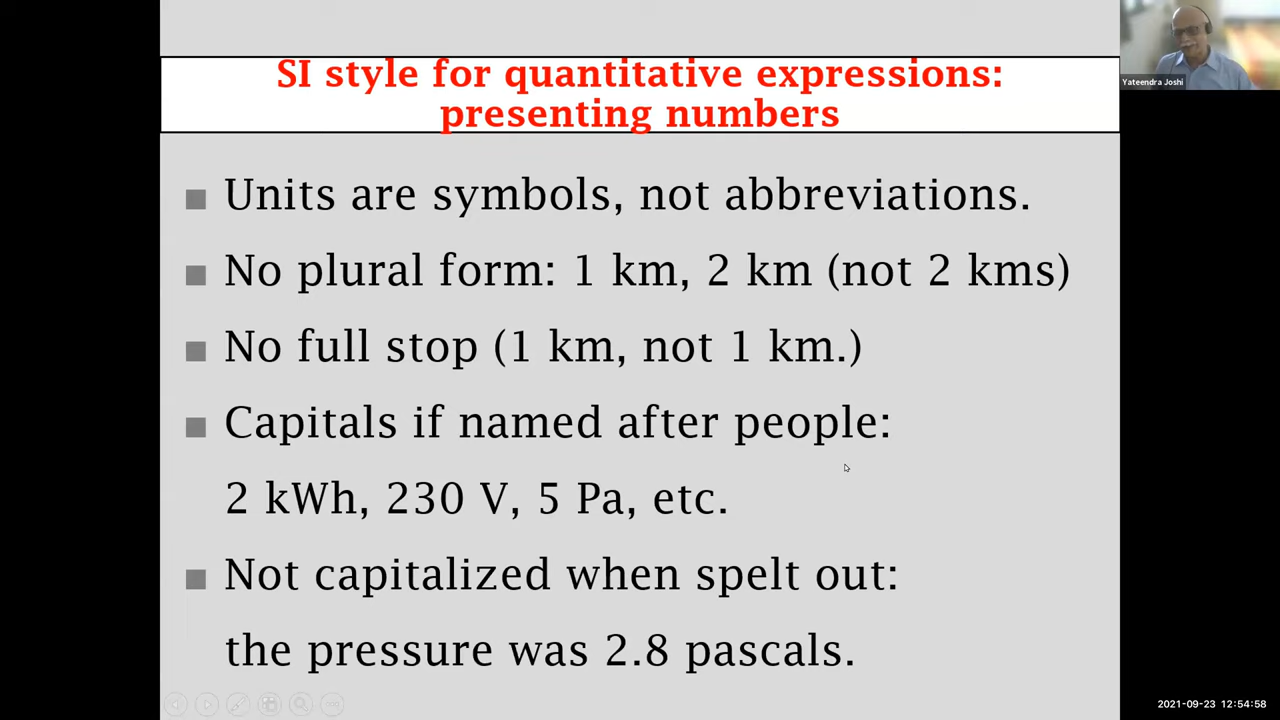 SI style for quantitative expressions:
presenting numbers
Yateendra Joshi
■ Units are symbols, not abbreviations.
■ No plural form: 1 km, 2 km (not 2 kms)
■ No full stop (1 km, not 1 km.)
■ Capitals if named after people:
2 kWh, 230 V, 5 Pa, etc.
■ Not capitalized when spelt out:
the pressure was 2.8 pascals.
2021-09-23 12:54:58